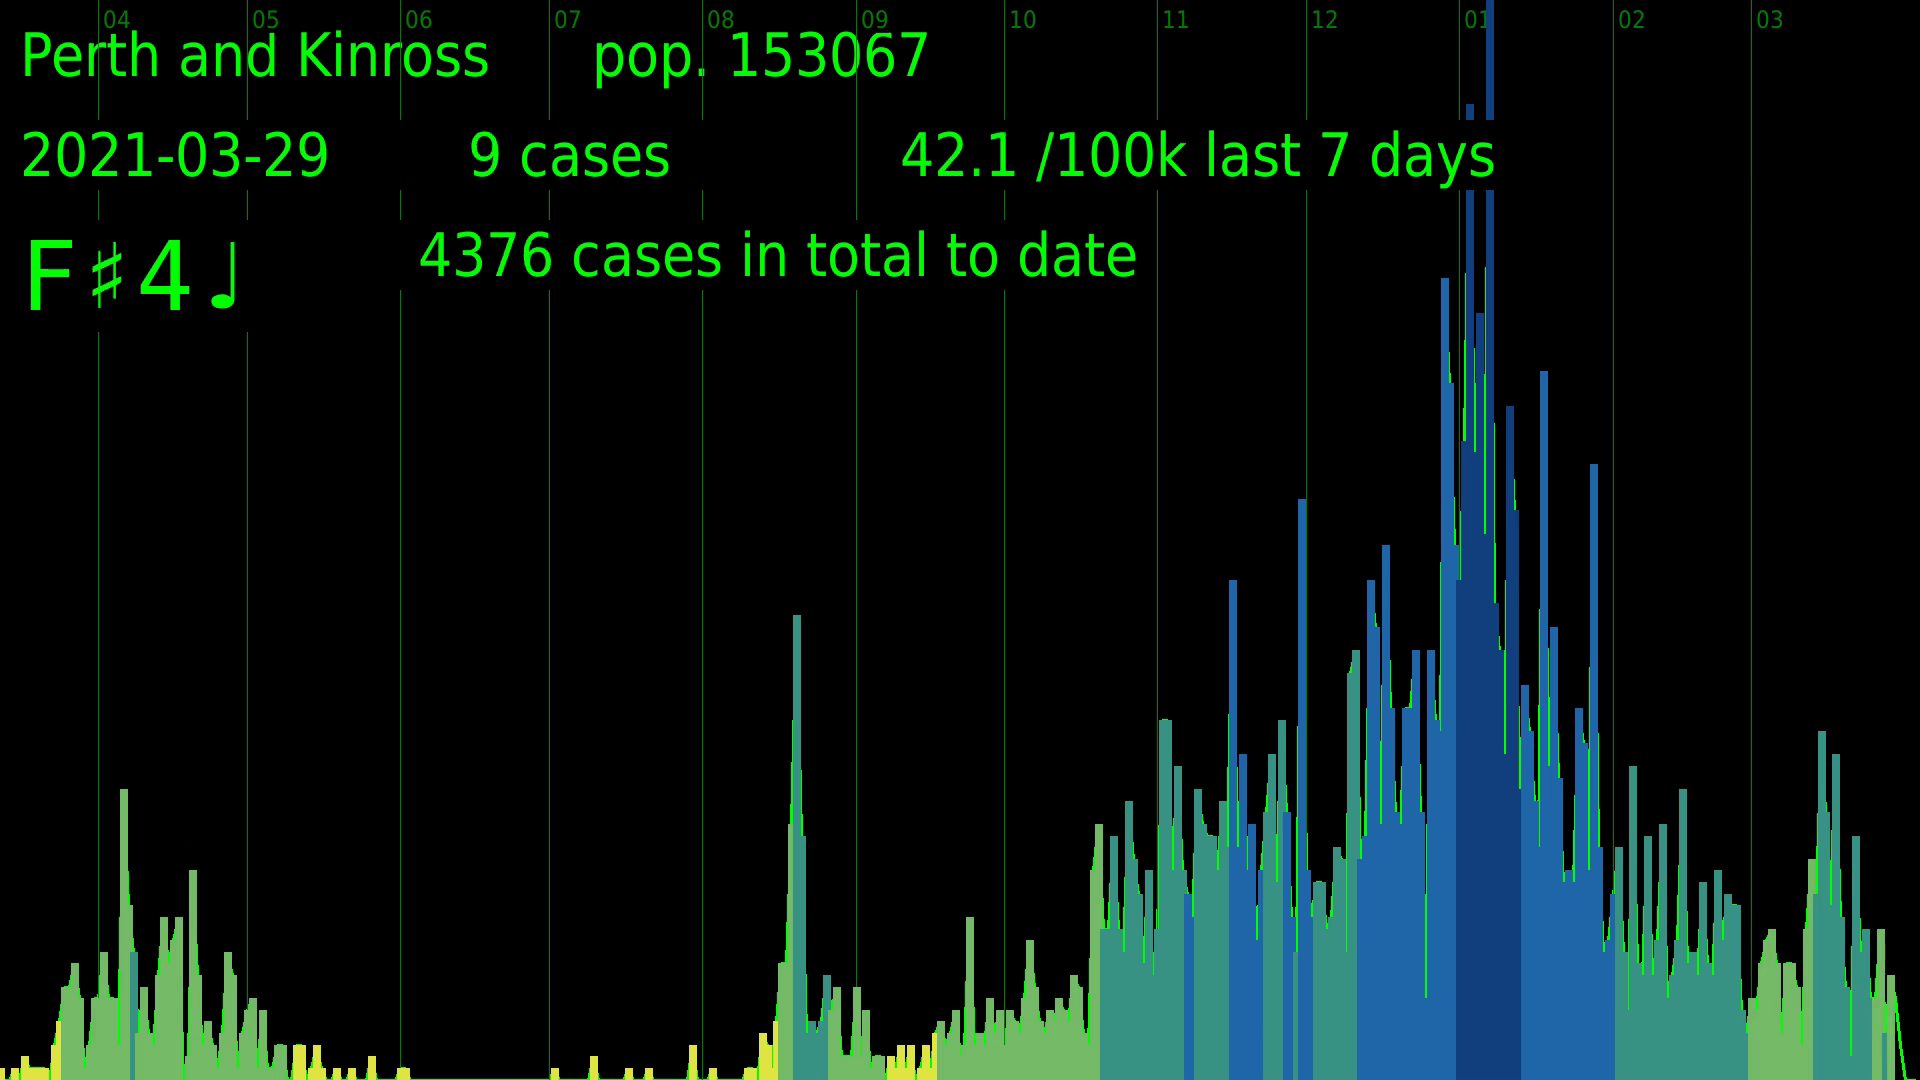 04 05 06 07 08 09 10 11 12 01 02 03
Perth and Kinross pop. 153067
2021-03-29 9 cases 42.1 /100k last 7 days
F♯4♩ 4376 cases in total to date